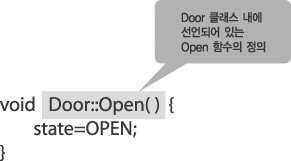 Door 클래스 내에
선언되어 있는
Open 함수의 정의
void Door::Open( ) {
state=OPEN;
}